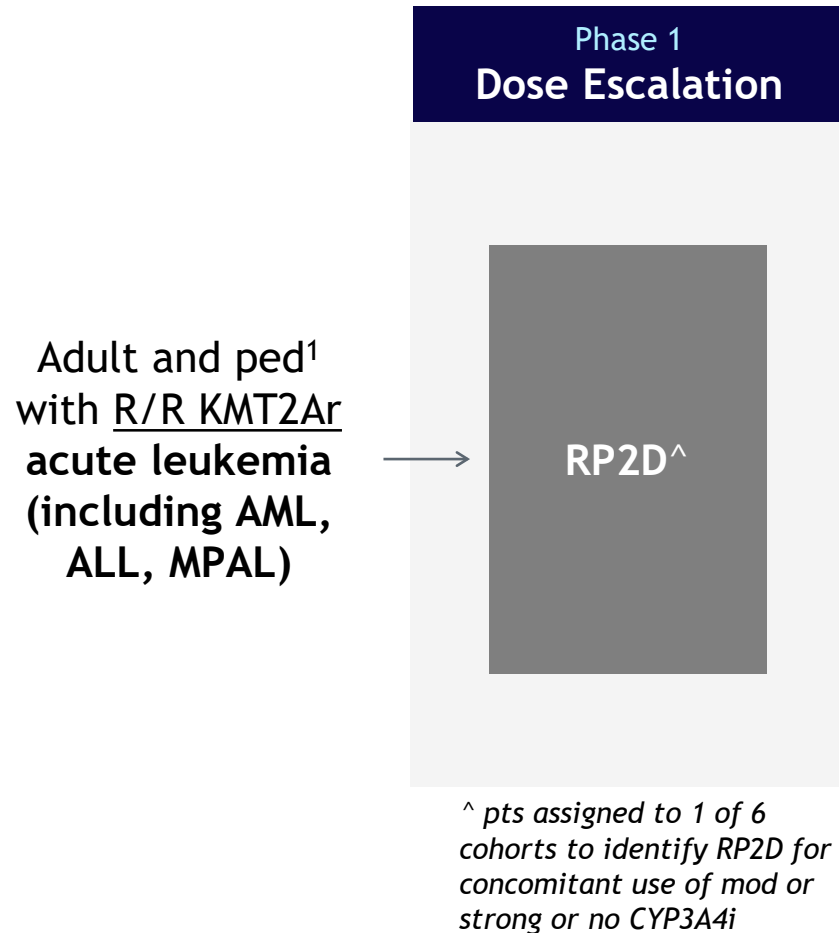 Phase 1
Dose Escalation
Adult and ped¹
with R/R KMT2Ar
acute leukemia
(including AML,
ALL, MPAL)
RP2D^
^ pts assigned to 1 of 6
cohorts to identify RP2D for
concomitant use of mod or
strong or no CYP3A4i